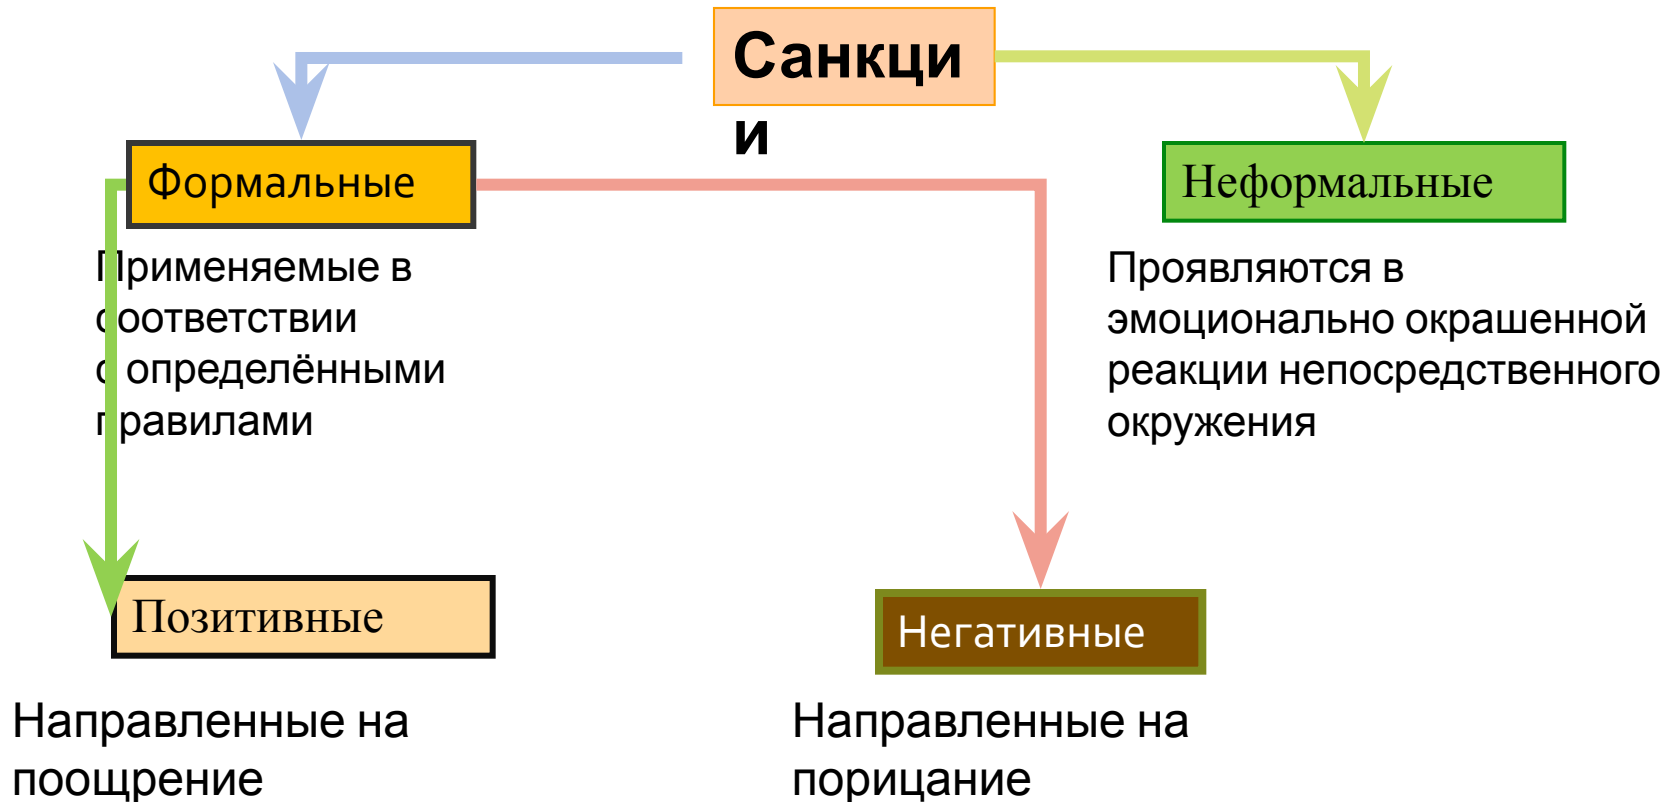 Санкци
и
Формальные
Неформальные
Применяемые в
соответствии
с определёнными
правилами
Проявляются в
эмоционально окрашенной
реакции непосредственного
окружения
Позитивные
Негативные
Направленные на
поощрение
Направленные на
порицание